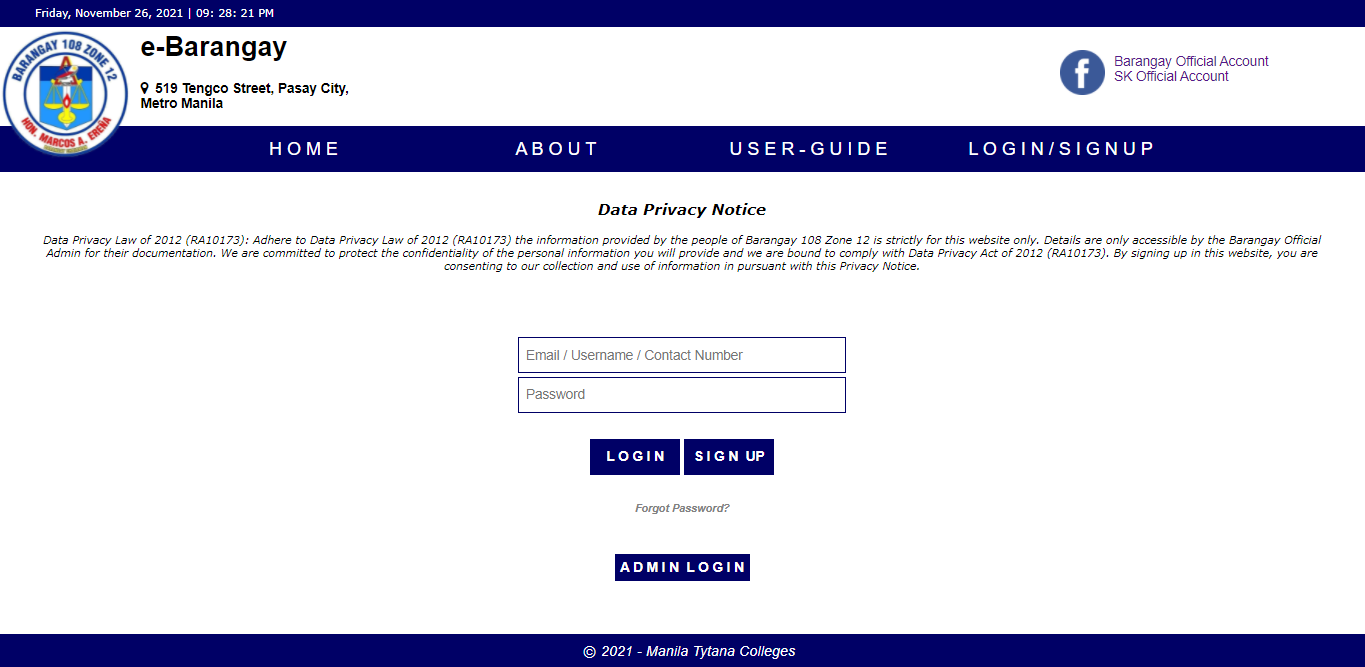 Friday, November 26, 2021 | 09: 28: 21 PM
BARANGAY 108 ZONE 12
HON. MARCOS A. EREÑA
e-Barangay
519 Tengco Street, Pasay City,
Metro Manila
f
Barangay Official Account
SK Official Account
HOME
ABOUT
USER-GUIDE
LOGIN/SIGNUP
Data Privacy Notice
Data Privacy Law of 2012 (RA10173): Adhere to Data Privacy Law of 2012 (RA10173) the information provided by the people of Barangay 108 Zone 12 is strictly for this website only. Details are only accessible by the Barangay Official
Admin for their documentation. We are committed to protect the confidentiality of the personal information you will provide and we are bound to comply with Data Privacy Act of 2012 (RA10173). By signing up in this website, you are
consenting to our collection and use of information in pursuant with this Privacy Notice.
Email / Username / Contact Number
Password
LOGIN
SIGN UP
Forgot Password?
ADMIN LOGIN
© 2021 - Manila Tytana Colleges